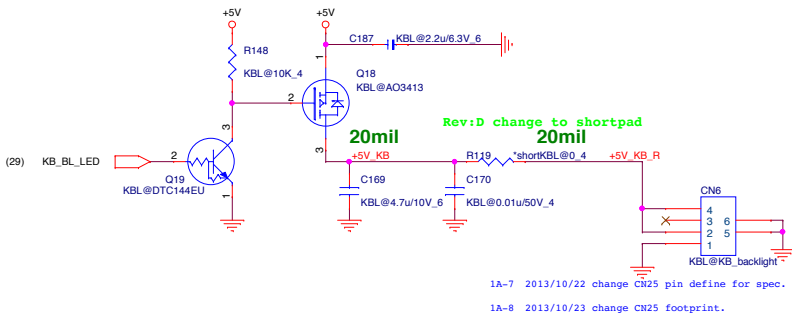 +5V
+5V
C187
KBL@2.2u/6.3V_6
R148
KBL@10K_4
1
Q18
KBL@AO3413
2
3
3
Rev:D change to shortpad
20mil
20mil
(29)
KB_BL_LED
2
+5V_KB
R119
*shortKBL@0_4
+5V_KB_R
Q19
KBL@DTC144EU
1
C169
KBL@4.7u/10V_6
C170
KBL@0.01u/50V_4
CN6
4
3
2
1
6
5
KBL@KB_backlight
1A-7 2013/10/22 change CN25 pin define for spec.
1A-8 2013/10/23 change CN25 footprint.